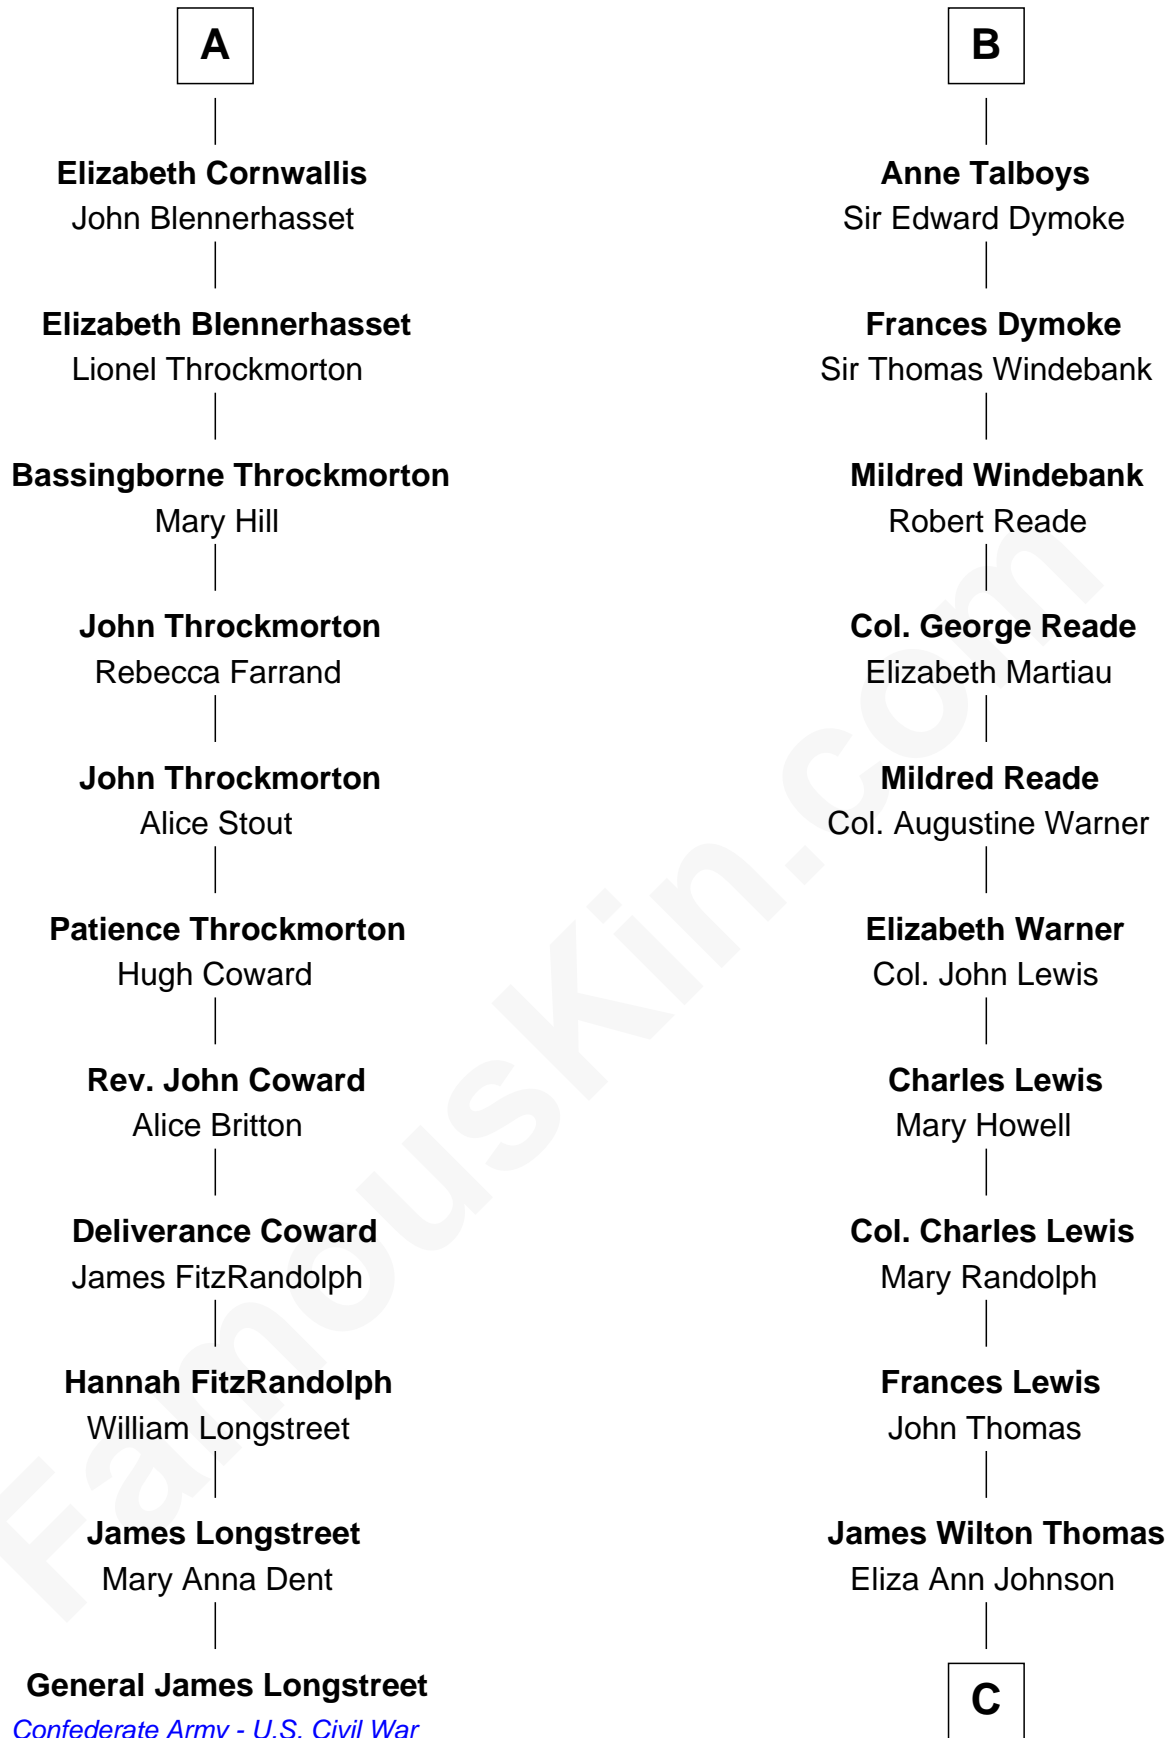 A
Elizabeth Cornwallis
John Blennerhasset
Elizabeth Blennerhasset
Lionel Throckmorton
Bassingborne Throckmorton
Mary Hill
John Throckmorton
Rebecca Farrand
John Throckmorton
Alice Stout
Patience Throckmorton
Hugh Coward
Rev. John Coward
Alice Britton
Deliverance Coward
James FitzRandolph
Hannah FitzRandolph
William Longstreet
James Longstreet
Mary Anna Dent
General James Longstreet
Confederate Army - U.S. Civil War
B
Anne Talboys
Sir Edward Dymoke
Frances Dymoke
Sir Thomas Windebank
Mildred Windebank
Robert Reade
Col. George Reade
Elizabeth Martiau
Mildred Reade
Col. Augustine Warner
Elizabeth Warner
Col. John Lewis
Charles Lewis
Mary Howell
Col. Charles Lewis
Mary Randolph
Frances Lewis
John Thomas
James Wilton Thomas
Eliza Ann Johnson
C
FamousKin.com